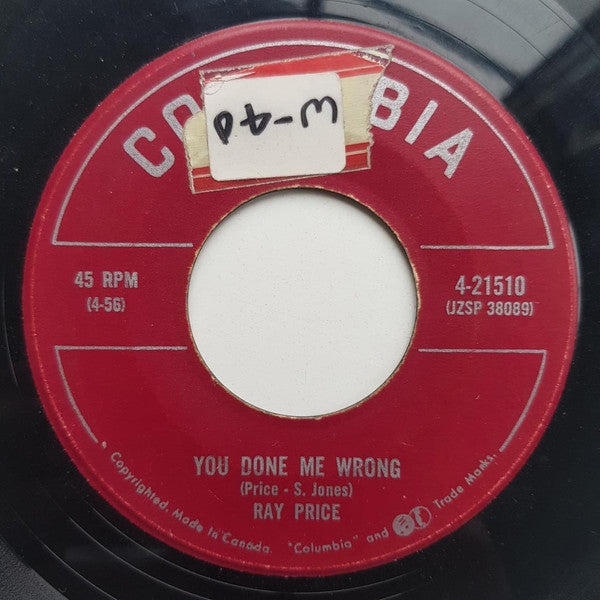 CO BIA
45 RPM
(4-56)
4-21510
(JZSP 38089)
YOU DONE ME WRONG
(Price - S. Jones)
RAY PRICE
Copyrighted. Made in Canada. "Columbia" and Trade Marks.